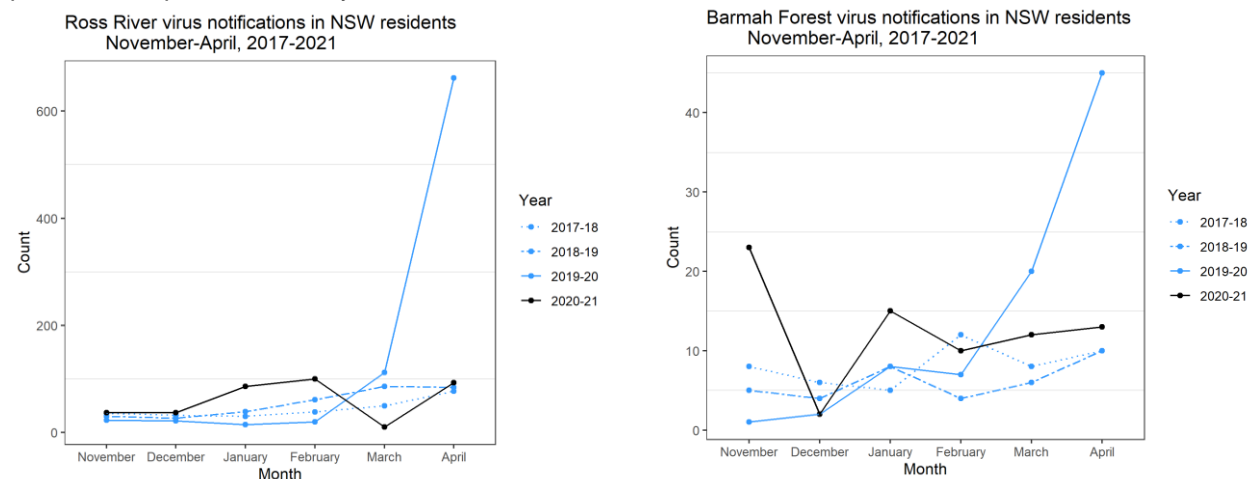 Ross River virus notifications in NSW residents
November-April, 2017-2021
600
400
200
0
Count
November December January February March April
Month
Year
2017-18
2018-19
2019-20
2020-21
Barmah Forest virus notifications in NSW residents
November-April, 2017-2021
40
30
20
10
0
Count
November December January February March April
Month
Year
2017-18
2018-19
2019-20
2020-21